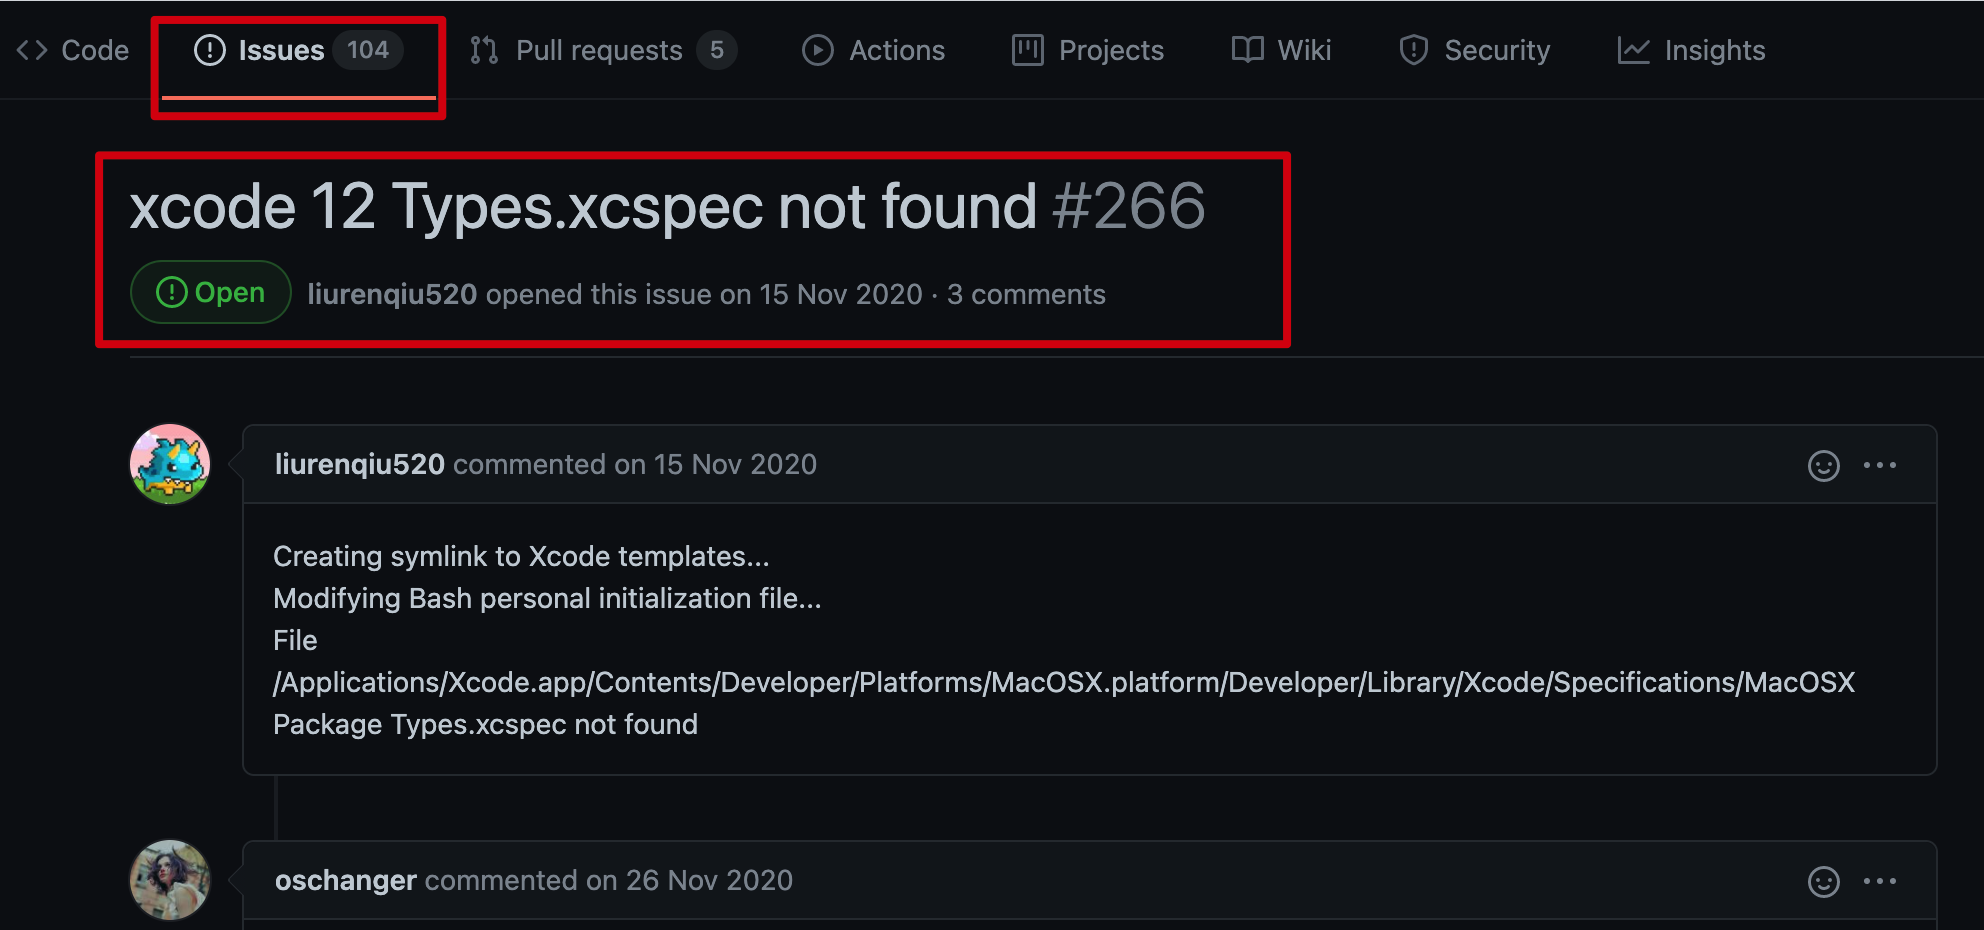 Code Issues 104 Pull requests 5 Actions Projects Wiki Security Insights
xcode 12 Types.xcspec not found #266
Open liurenqiu520 opened this issue on 15 Nov 2020 · 3 comments
liurenqiu520 commented on 15 Nov 2020
Creating symlink to Xcode templates...
Modifying Bash personal initialization file...
File
/Applications/Xcode.app/Contents/Developer/Platforms/MacOSX.platform/Developer/Library/Xcode/Specifications/MacOSX
Package Types.xcspec not found
oschanger commented on 26 Nov 2020